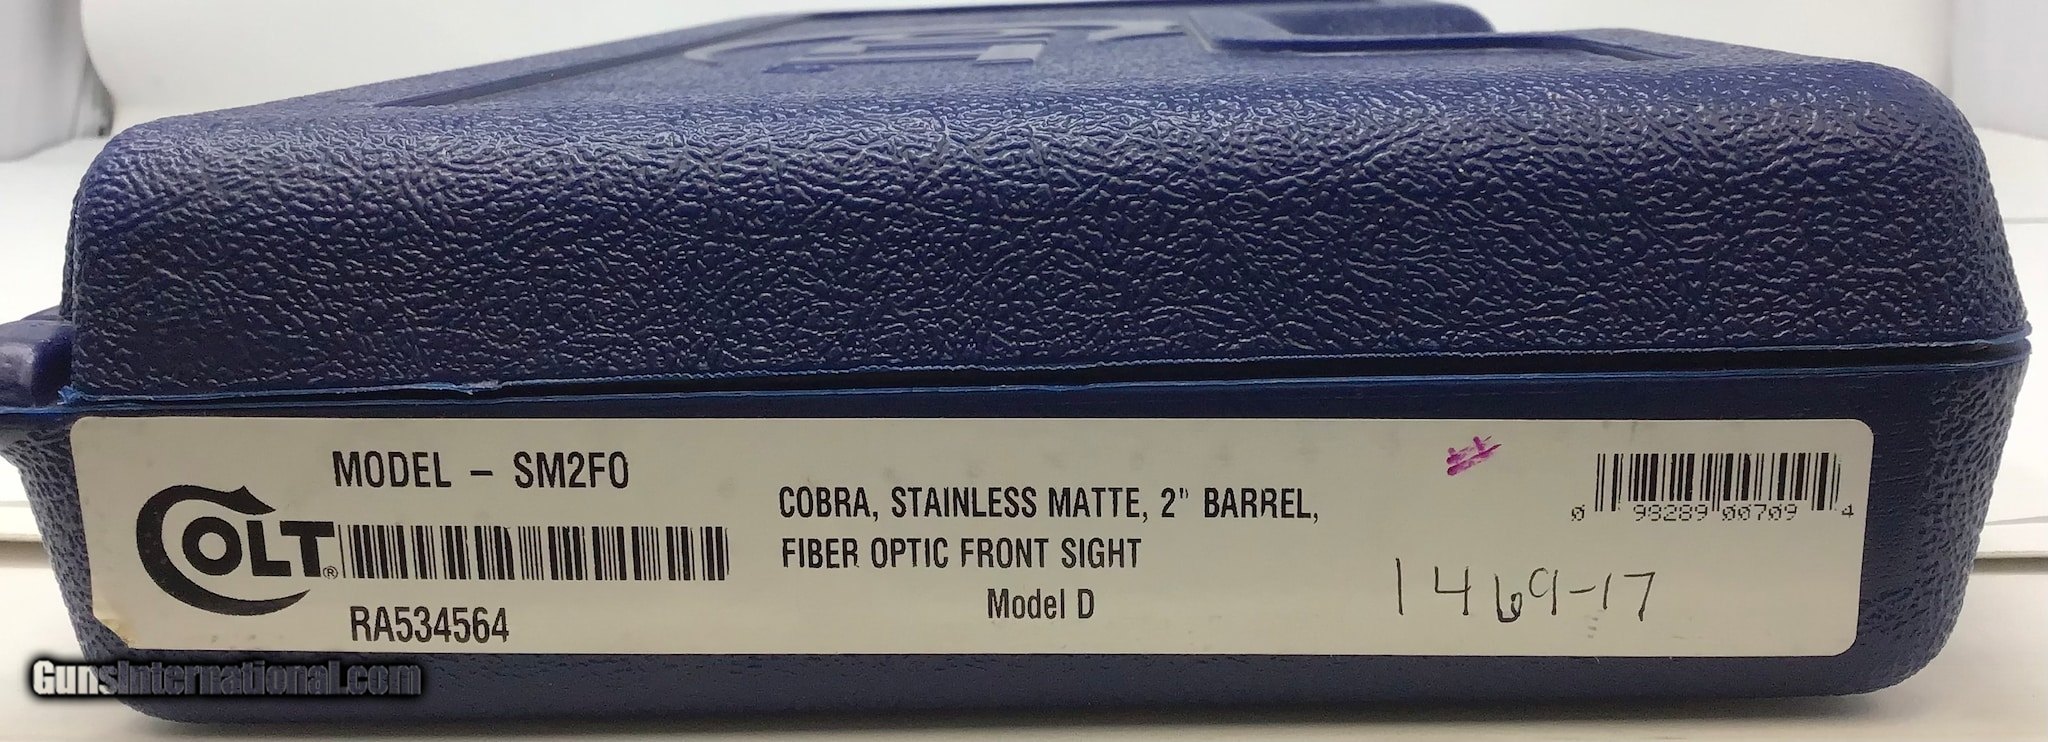 MODEL – SM2FO
COLT®
RA534564
COBRA, STAINLESS MATTE, 2" BARREL,
FIBER OPTIC FRONT SIGHT
Model D
0 98289 00709 4
1469-17
GunsInternational.com